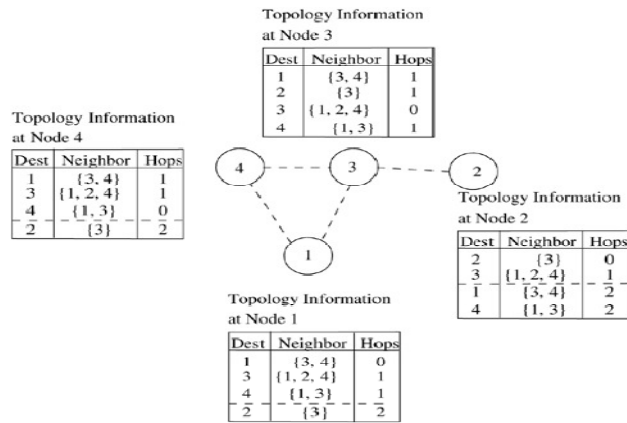 Topology Information
at Node 3
Dest Neighbor Hops
1 {3, 4} 1
2 {3} 1
3 {1, 2, 4} 0
4 {1, 3} 1
Topology Information
at Node 4
Dest Neighbor Hops
1 {3, 4} 1
3 {1, 2, 4} 1
4 {1, 3} 0
2 {3} 2
4
3
2
1
Topology Information
at Node 2
Dest Neighbor Hops
2 {3} 0
3 {1, 2, 4} 1
1 {3, 4} 2
4 {1, 3} 2
Topology Information
at Node 1
Dest Neighbor Hops
1 {3, 4} 0
3 {1, 2, 4} 1
4 {1, 3} 1
2 {3} 2